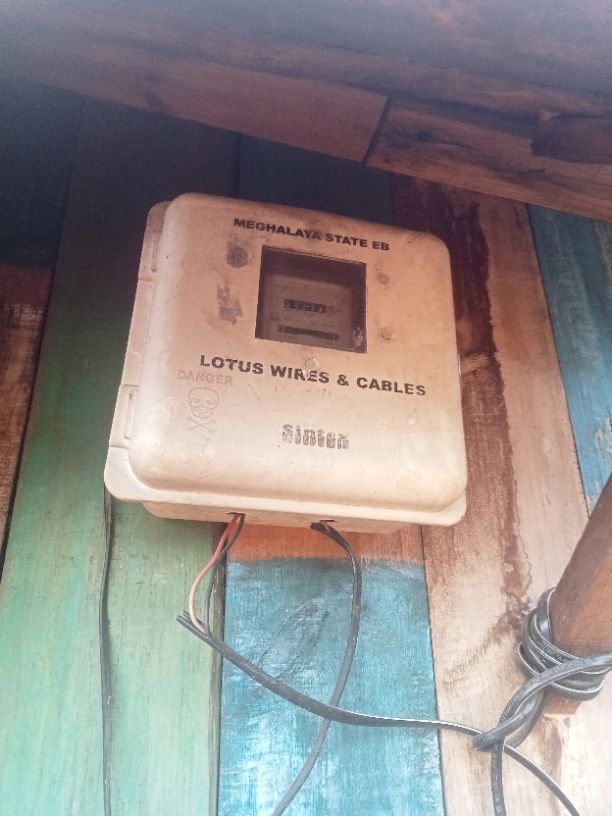 MEGHALAYA STATE EB
LOTUS WIRES & CABLES
DANGER
Sintex